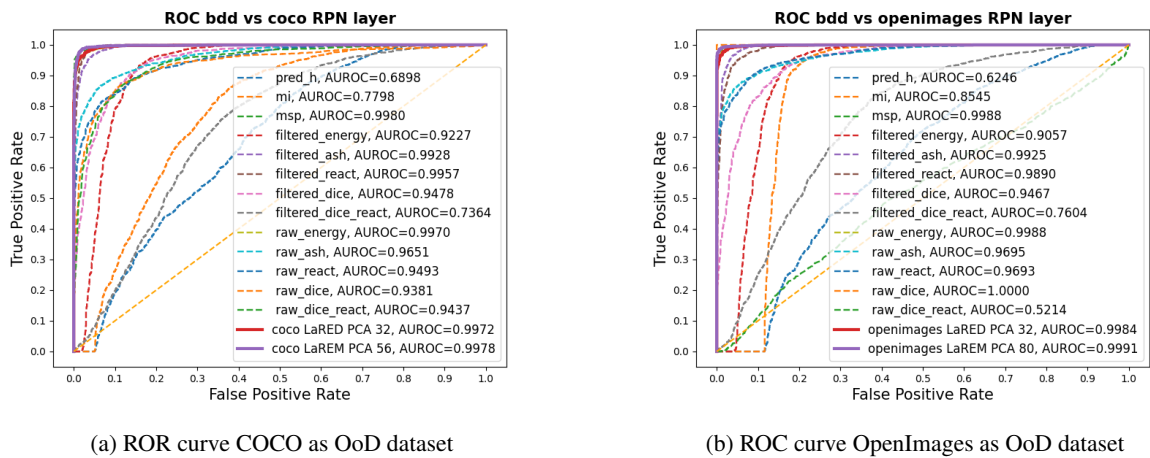 ROC bdd vs coco RPN layer
True Positive Rate
1.0
0.9
0.8
0.7
0.6
0.5
0.4
0.3
0.2
0.1
0.0
pred_h, AUROC=0.6898
mi, AUROC=0.7798
msp, AUROC=0.9980
filtered_energy, AUROC=0.9227
filtered_ash, AUROC=0.9928
filtered_react, AUROC=0.9957
filtered_dice, AUROC=0.9478
filtered_dice_react, AUROC=0.7364
raw_energy, AUROC=0.9970
raw_ash, AUROC=0.9651
raw_react, AUROC=0.9493
raw_dice, AUROC=0.9381
raw_dice_react, AUROC=0.9437
coco LaRED PCA 32, AUROC=0.9972
coco LaREM PCA 56, AUROC=0.9978
0.0 0.1 0.2 0.3 0.4 0.5 0.6 0.7 0.8 0.9 1.0
False Positive Rate
(a) ROR curve COCO as OoD dataset
ROC bdd vs openimages RPN layer
True Positive Rate
1.0
0.9
0.8
0.7
0.6
0.5
0.4
0.3
0.2
0.1
0.0
pred_h, AUROC=0.6246
mi, AUROC=0.8545
msp, AUROC=0.9988
filtered_energy, AUROC=0.9057
filtered_ash, AUROC=0.9925
filtered_react, AUROC=0.9890
filtered_dice, AUROC=0.9467
filtered_dice_react, AUROC=0.7604
raw_energy, AUROC=0.9988
raw_ash, AUROC=0.9695
raw_react, AUROC=0.9693
raw_dice, AUROC=1.0000
raw_dice_react, AUROC=0.5214
openimages LaRED PCA 32, AUROC=0.9984
openimages LaREM PCA 80, AUROC=0.9991
0.0 0.1 0.2 0.3 0.4 0.5 0.6 0.7 0.8 0.9 1.0
False Positive Rate
(b) ROC curve OpenImages as OoD dataset